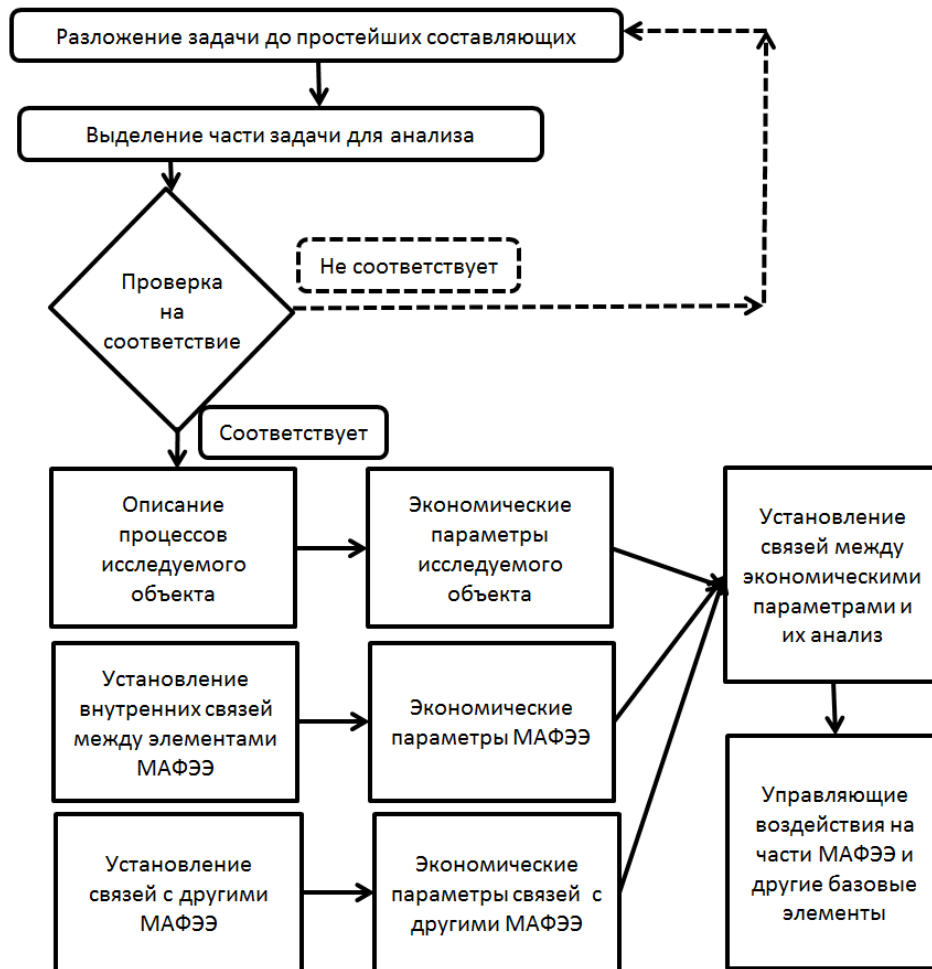 Разложение задачи до простейших составляющих
Выделение части задачи для анализа
Не соответствует
Проверка
на
соответствие
Соответствует
Описание
процессов
исследуемого
объекта
Экономические
параметры
исследуемого
объекта
Установление
связей между
экономическими
параметрами и
их анализ
Установление
внутренних связей
между элементами
МАФЭЭ
Экономические
параметры МАФЭЭ
Управляющие
воздействия на
части МАФЭЭ и
другие базовые
элементы
Установление
связей с другими
МАФЭЭ
Экономические
параметры связей с
другими МАФЭЭ